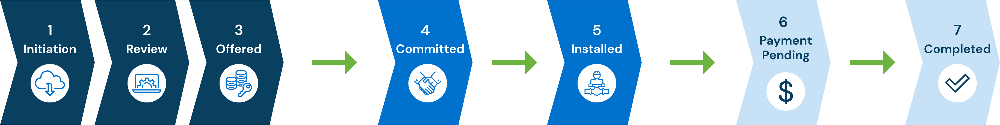 1
Initiation
2
Review
3
Offered
4
Committed
5
Installed
6
Payment
Pending
$
7
Completed